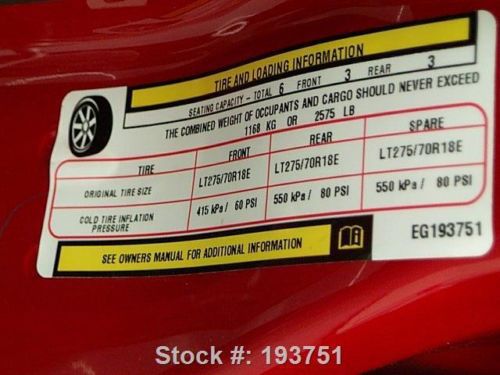 TIRE AND LOADING INFORMATION
SEATING CAPACITY - TOTAL 6 FRONT 3 REAR 3
THE COMBINED WEIGHT OF OCCUPANTS AND CARGO SHOULD NEVER EXCEED
1168 KG OR 2575 LB
TIRE FRONT REAR SPARE
ORIGINAL TIRE SIZE LT275/70R18E LT275/70R18E LT275/70R18E
COLD TIRE INFLATION PRESSURE 415 kPa/ 60 PSI 550 kPa/ 80 PSI 550 kPa/ 80 PSI
SEE OWNERS MANUAL FOR ADDITIONAL INFORMATION
EG193751
Stock #: 193751